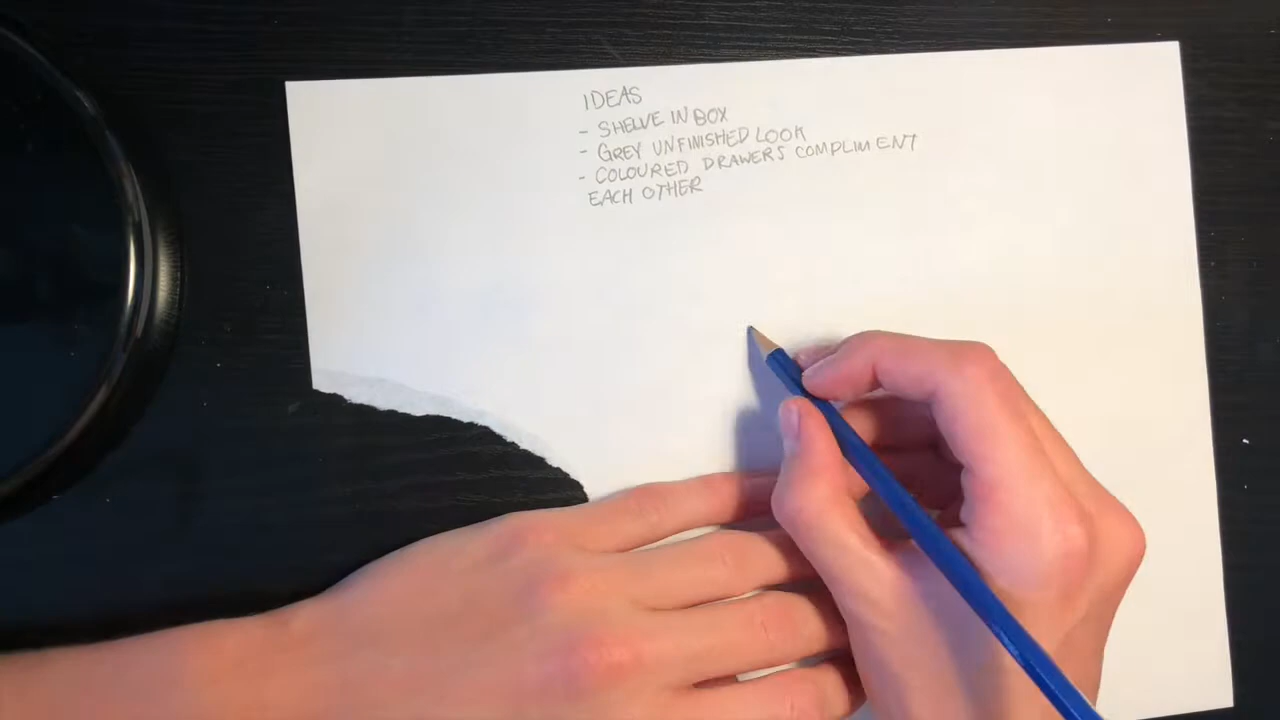 IDEAS
- SHELVE IN BOX
- GREY UNFINISHED LOOK
- COLOURED DRAWERS COMPLIMENT
EACH OTHER